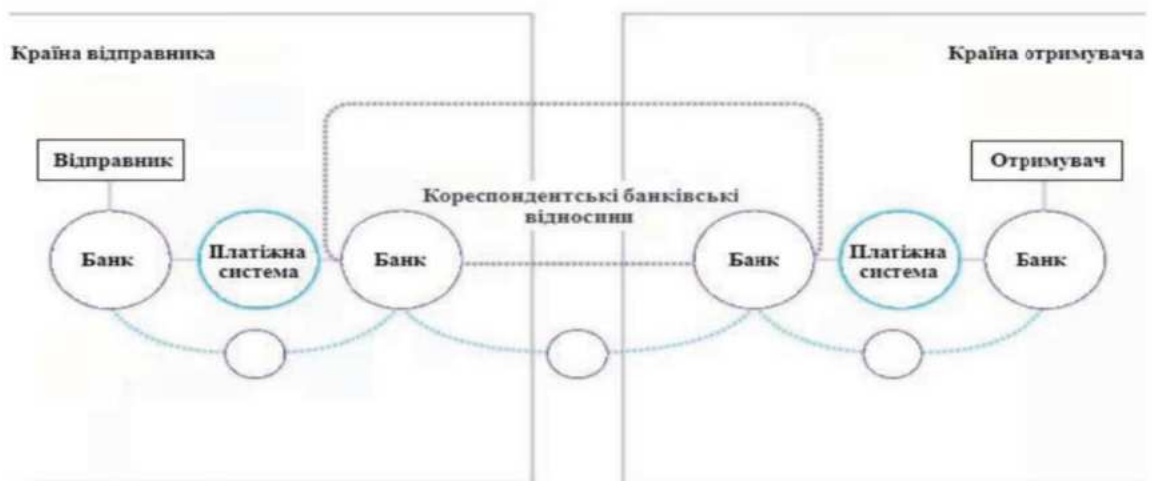 Країна відправника
Країна отримувача
Відправник
Отримувач
Кореспондентські банківські
відносини
Банк
Платіжна
система
Банк
Банк
Платіжна
система
Банк